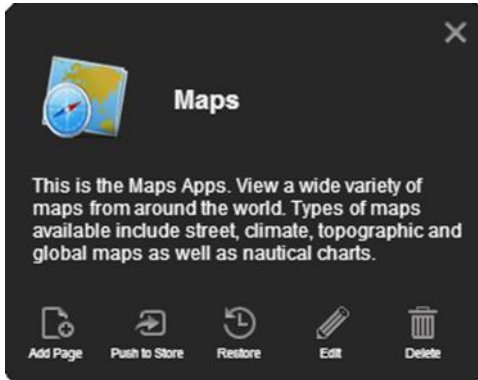 Maps
This is the Maps Apps. View a wide variety of
maps from around the world. Types of maps
available include street, climate, topographic and
global maps as well as nautical charts.
Add Page Push to Store Restore Edit Delete